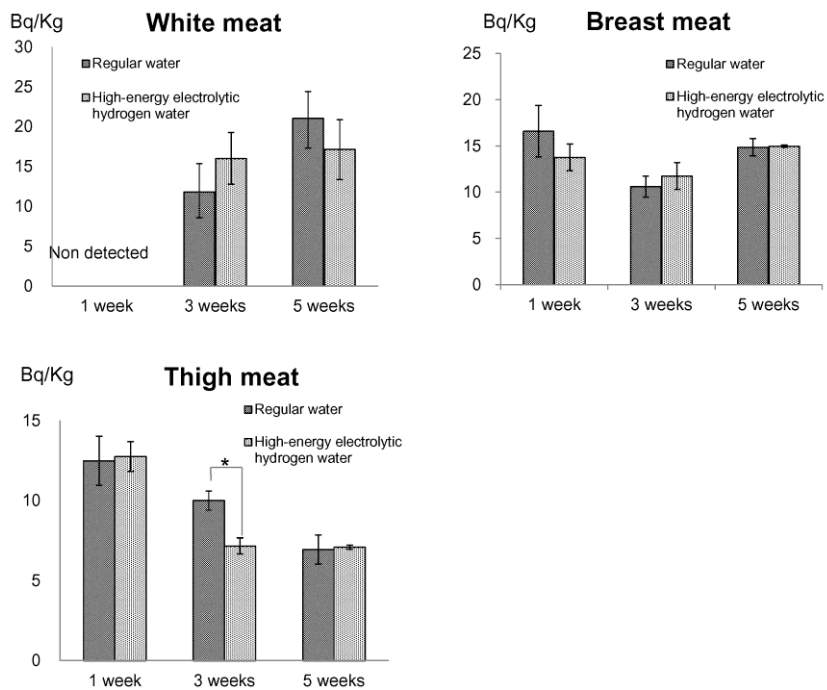 Bq/Kg
White meat
30
25
20
15
10
5
0
Regular water
High-energy electrolytic
hydrogen water
Non detected
1 week
3 weeks
5 weeks
Bq/Kg
Breast meat
25
20
15
10
5
0
Regular water
High-energy electrolytic
hydrogen water
1 week
3 weeks
5 weeks
Bq/Kg
Thigh meat
15
10
5
0
Regular water
High-energy electrolytic
hydrogen water
*
1 week
3 weeks
5 weeks